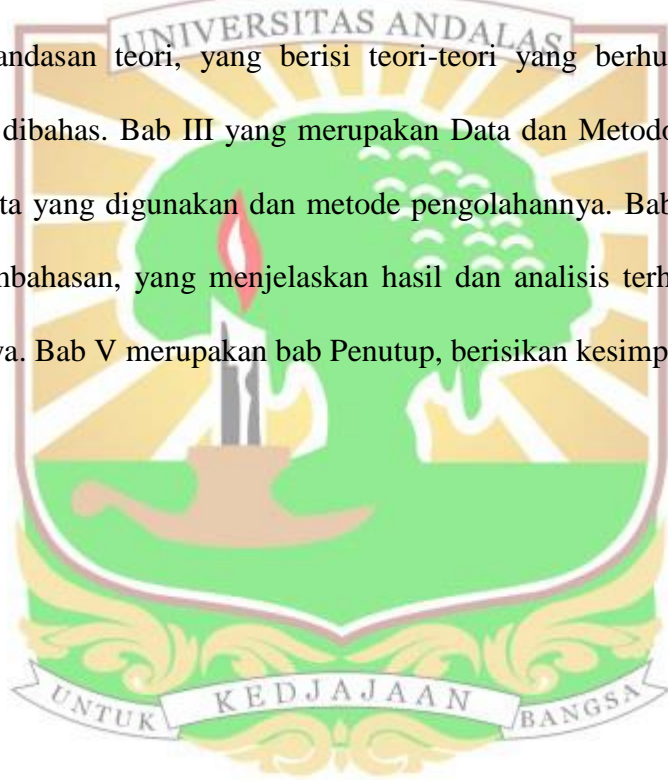 UNIVERSITAS ANDALAS
andasan teori, yang berisi teori-teori yang berhu
dibahas. Bab III yang merupakan Data dan Metodo
ta yang digunakan dan metode pengolahannya. Bab
mbahasan, yang menjelaskan hasil dan analisis terh
ya. Bab V merupakan bab Penutup, berisikan kesimp
UNTUK KEDJAJAAN BANGSA